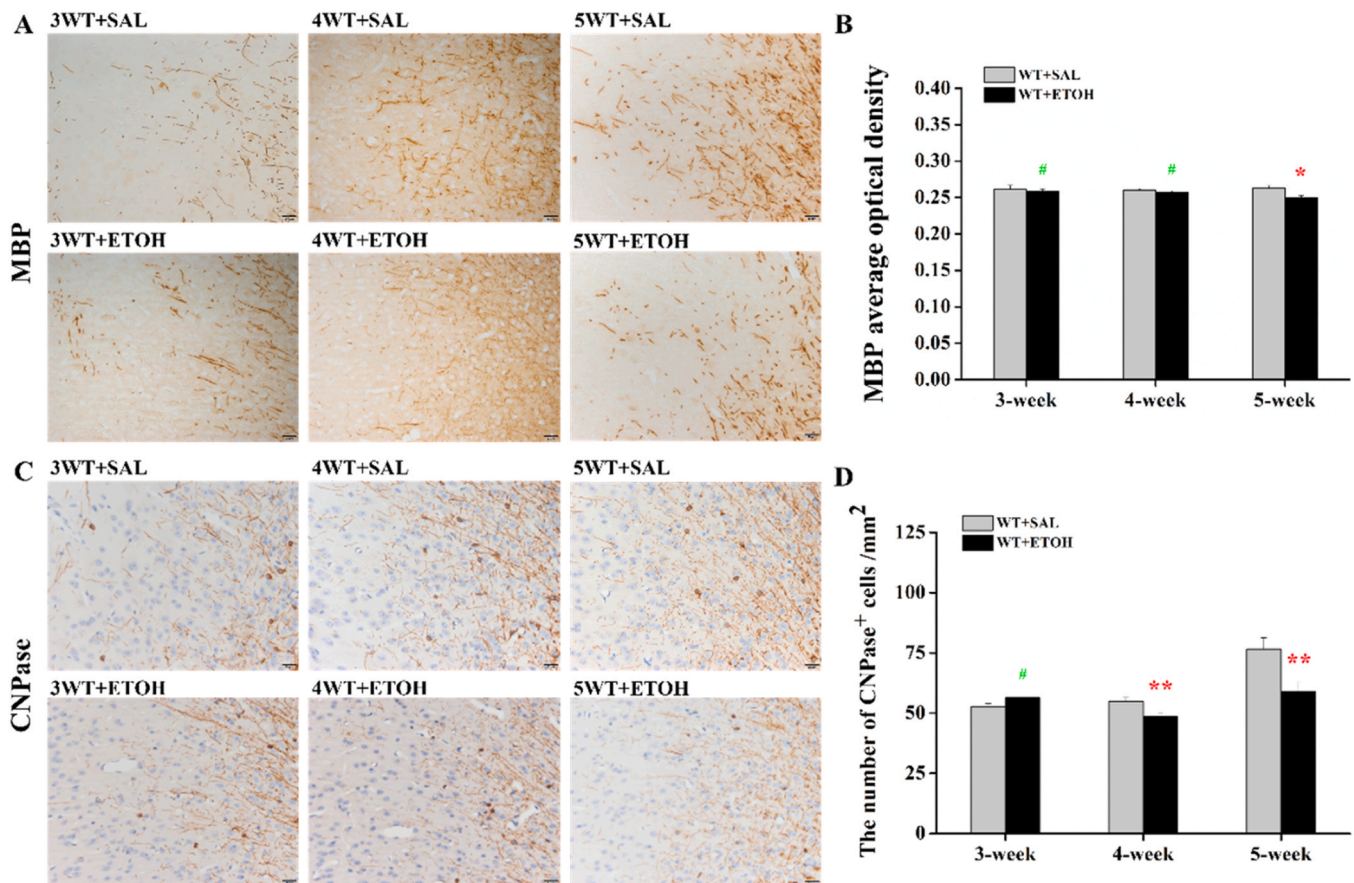 A
3WT+SAL
4WT+SAL
5WT+SAL
3WT+ETOH
4WT+ETOH
5WT+ETOH
MBP
B
WT+SAL
WT+ETOH
MBP average optical density
0.40
0.35
0.30
0.25
0.20
0.15
0.10
0.05
0.00
#
#
*
3-week
4-week
5-week
C
3WT+SAL
4WT+SAL
5WT+SAL
3WT+ETOH
4WT+ETOH
5WT+ETOH
CNPase
D
WT+SAL
WT+ETOH
The number of CNPase⁺ cells /mm²
125
100
75
50
25
0
#
**
**
3-week
4-week
5-week